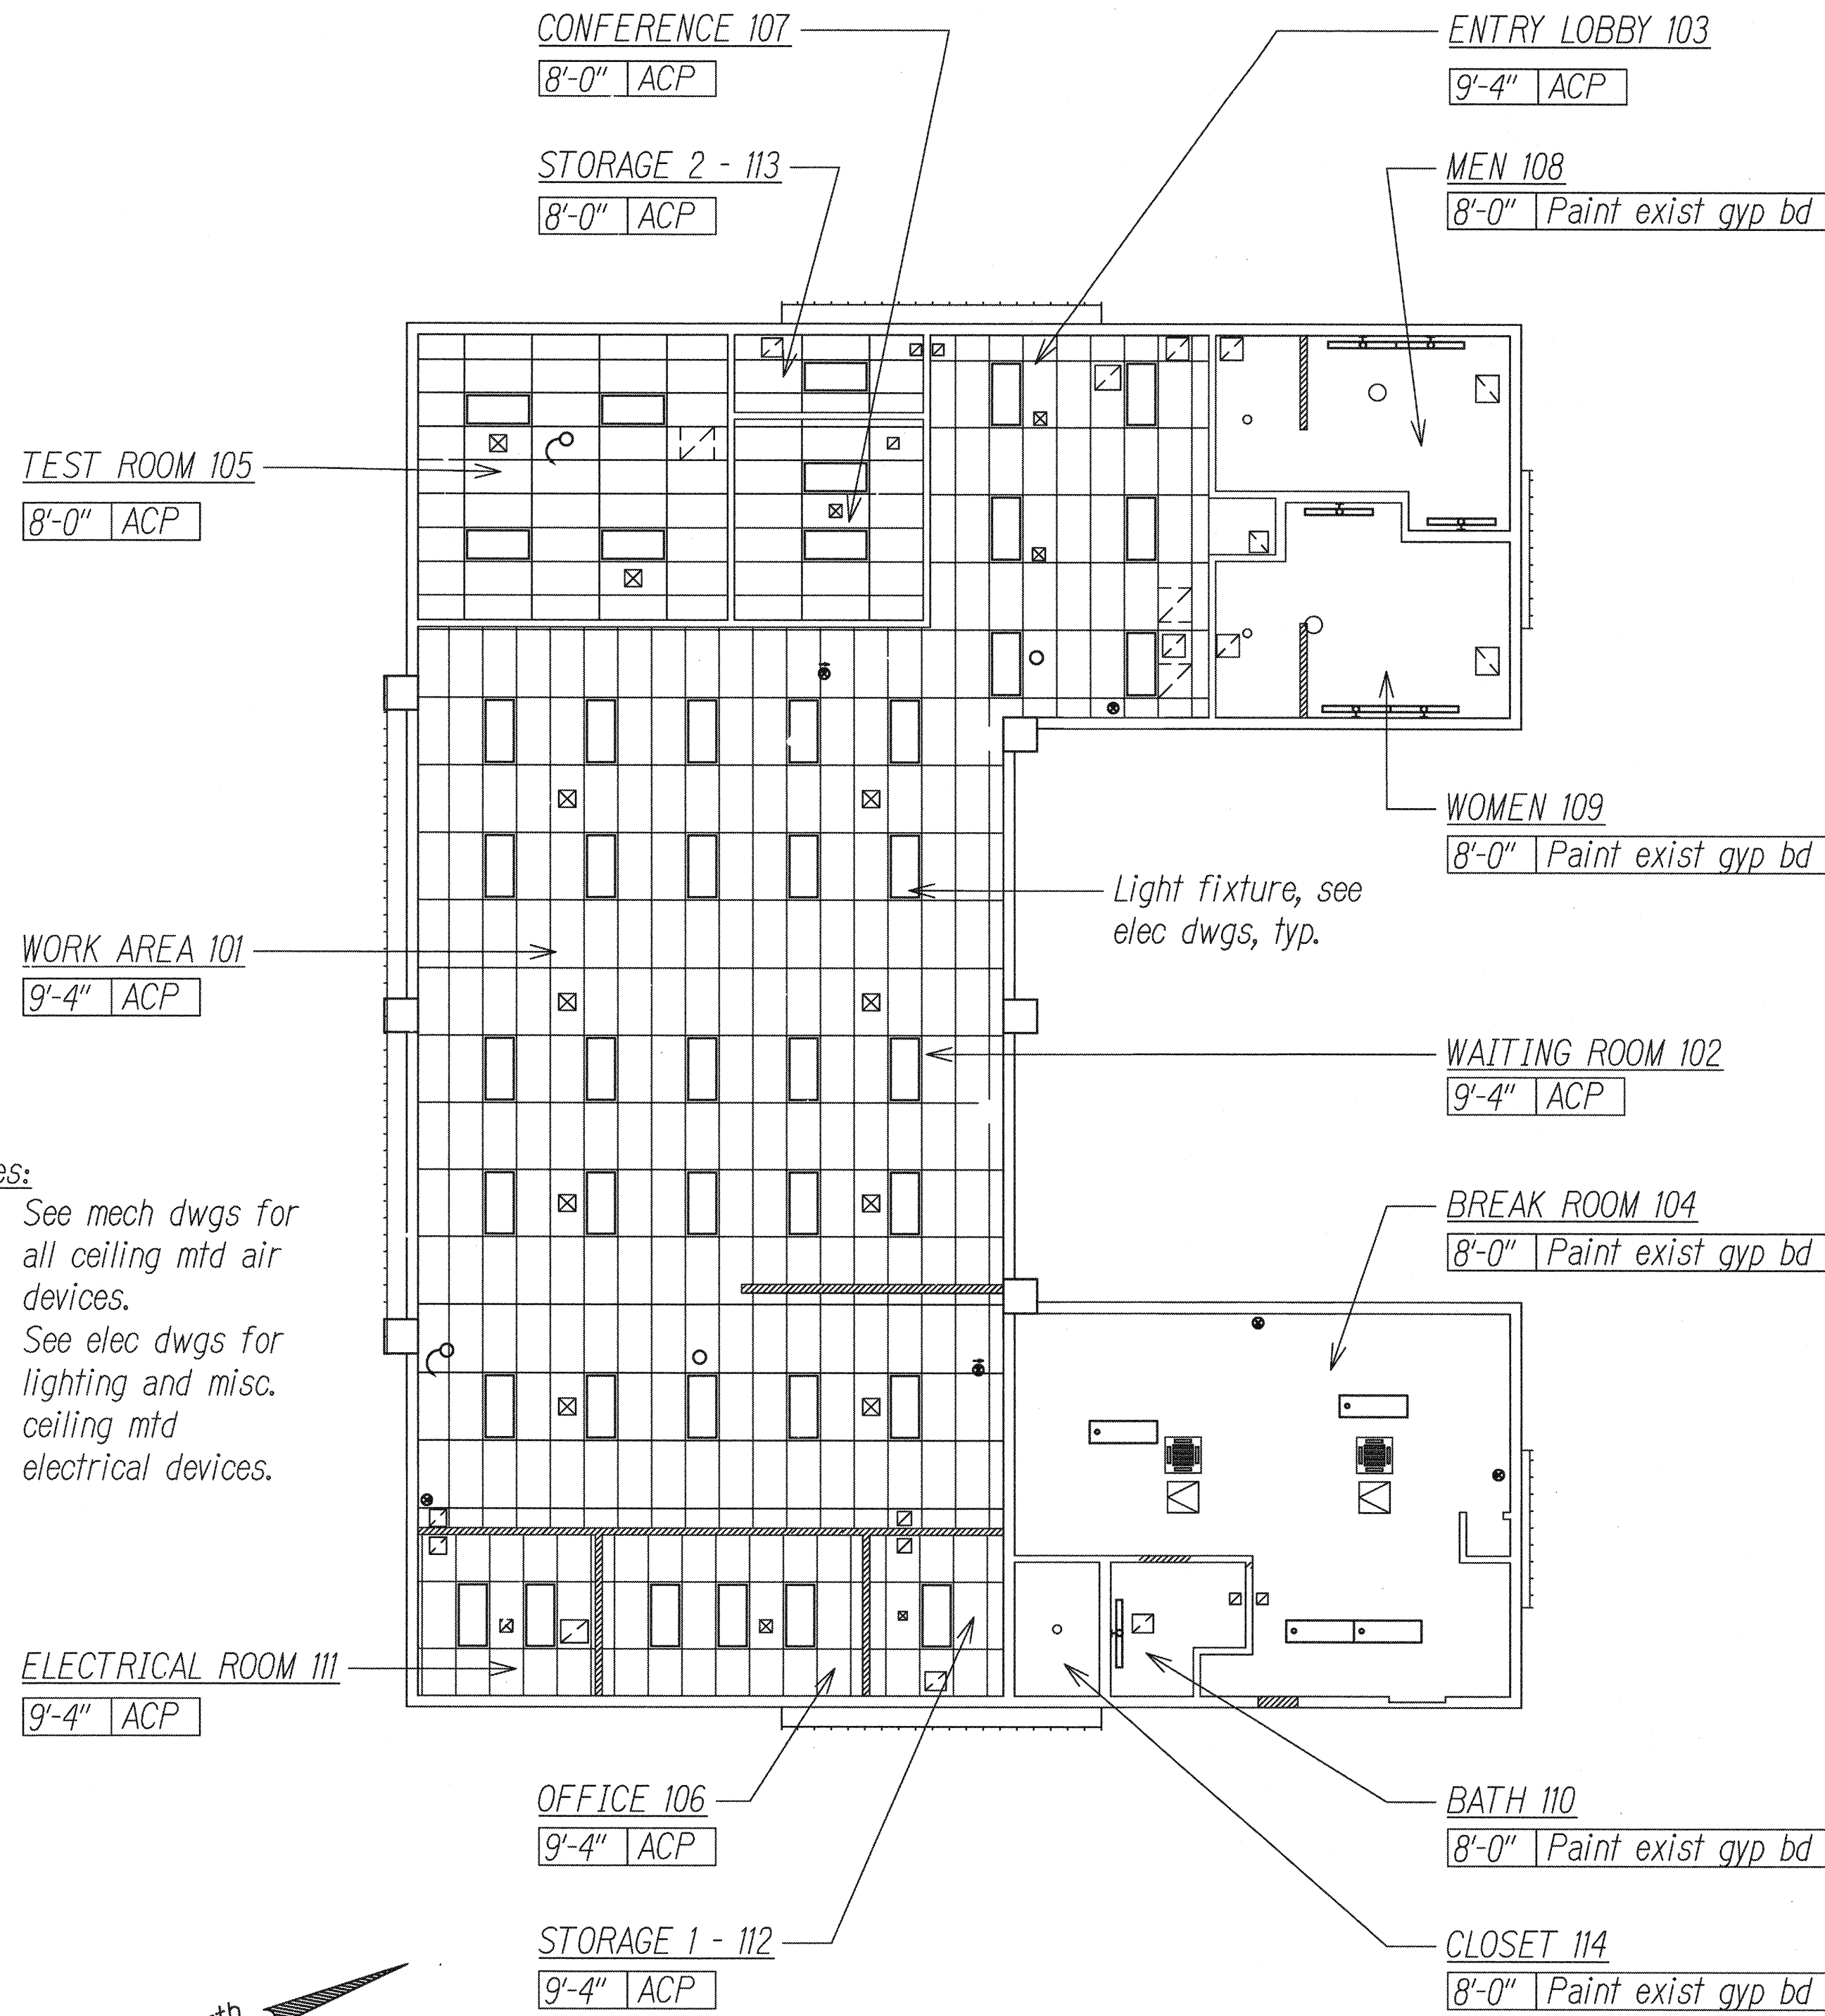 CONFERENCE 107
8'-0" ACP
ENTRY LOBBY 103
9'-4" ACP
STORAGE 2 - 113
8'-0" ACP
MEN 108
8'-0" Paint exist gyp bd
TEST ROOM 105
8'-0" ACP
WOMEN 109
8'-0" Paint exist gyp bd
Light fixture, see
elec dwgs, typ.
WORK AREA 101
9'-4" ACP
WAITING ROOM 102
9'-4" ACP
es:
See mech dwgs for
all ceiling mtd air
devices.
See elec dwgs for
lighting and misc.
ceiling mtd
electrical devices.
BREAK ROOM 104
8'-0" Paint exist gyp bd
ELECTRICAL ROOM 111
9'-4" ACP
OFFICE 106
9'-4" ACP
BATH 110
8'-0" Paint exist gyp bd
STORAGE 1 - 112
9'-4" ACP
CLOSET 114
8'-0" Paint exist gyp bd
rth